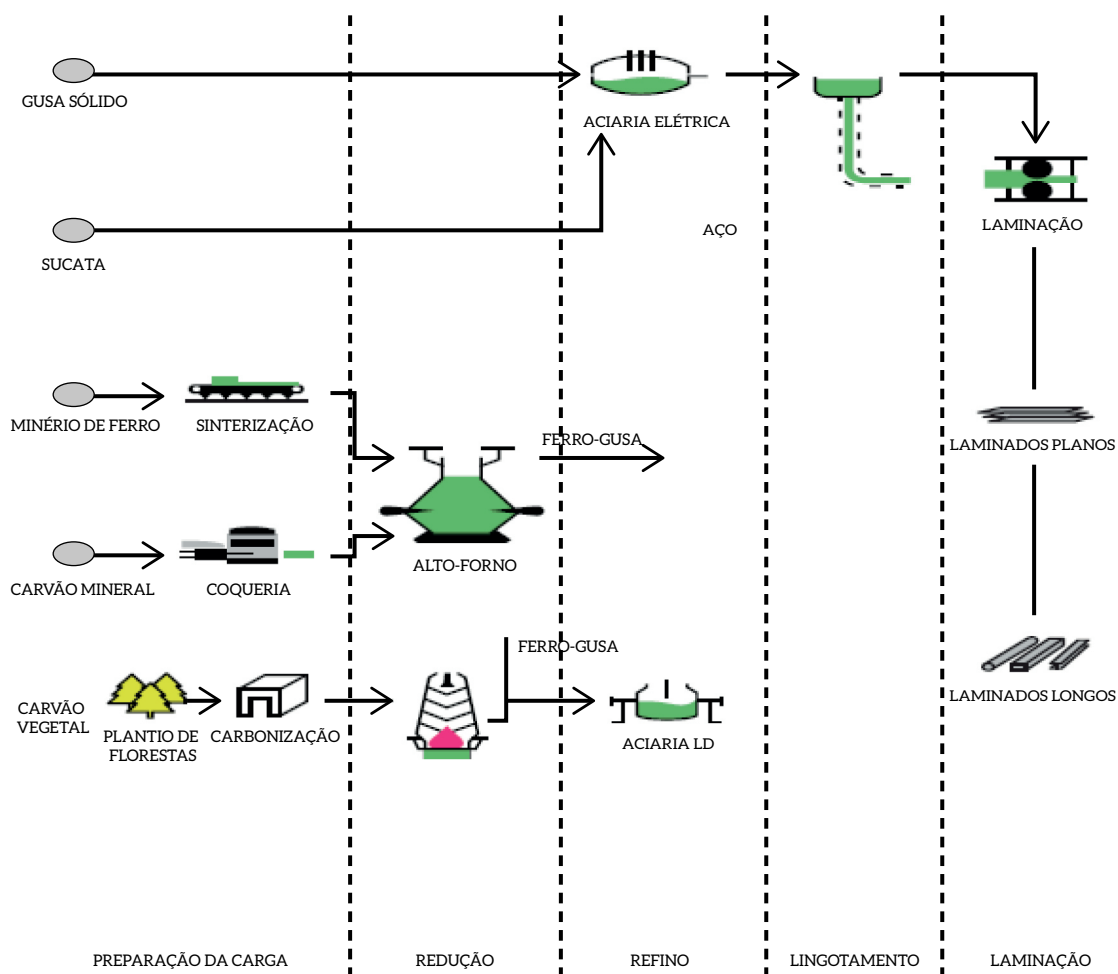 GUSA SÓLIDO
ACIARIA ELÉTRICA
SUCATA
AÇO
LAMINAÇÃO
MINÉRIO DE FERRO
SINTERIZAÇÃO
FERRO-GUSA
LAMINADOS PLANOS
CARVÃO MINERAL
COQUERIA
ALTO-FORNO
FERRO-GUSA
CARVÃO
VEGETAL
PLANTIO DE
FLORESTAS
CARBONIZAÇÃO
ACIARIA LD
LAMINADOS LONGOS
PREPARAÇÃO DA CARGA
REDUÇÃO
REFINO
LINGOTAMENTO
LAMINAÇÃO